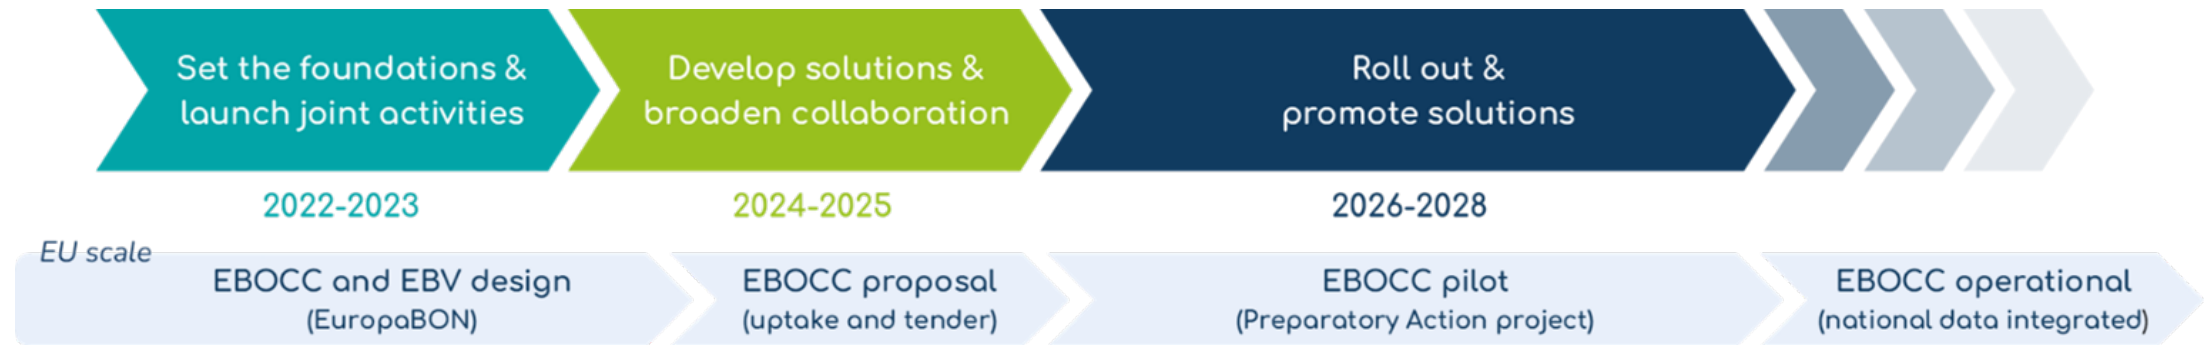 Set the foundations &
launch joint activities
Develop solutions &
broaden collaboration
Roll out &
promote solutions
2022-2023
2024-2025
2026-2028
EU scale
EBOCC and EBV design
(EuropaBON)
EBOCC proposal
(uptake and tender)
EBOCC pilot
(Preparatory Action project)
EBOCC operational
(national data integrated)